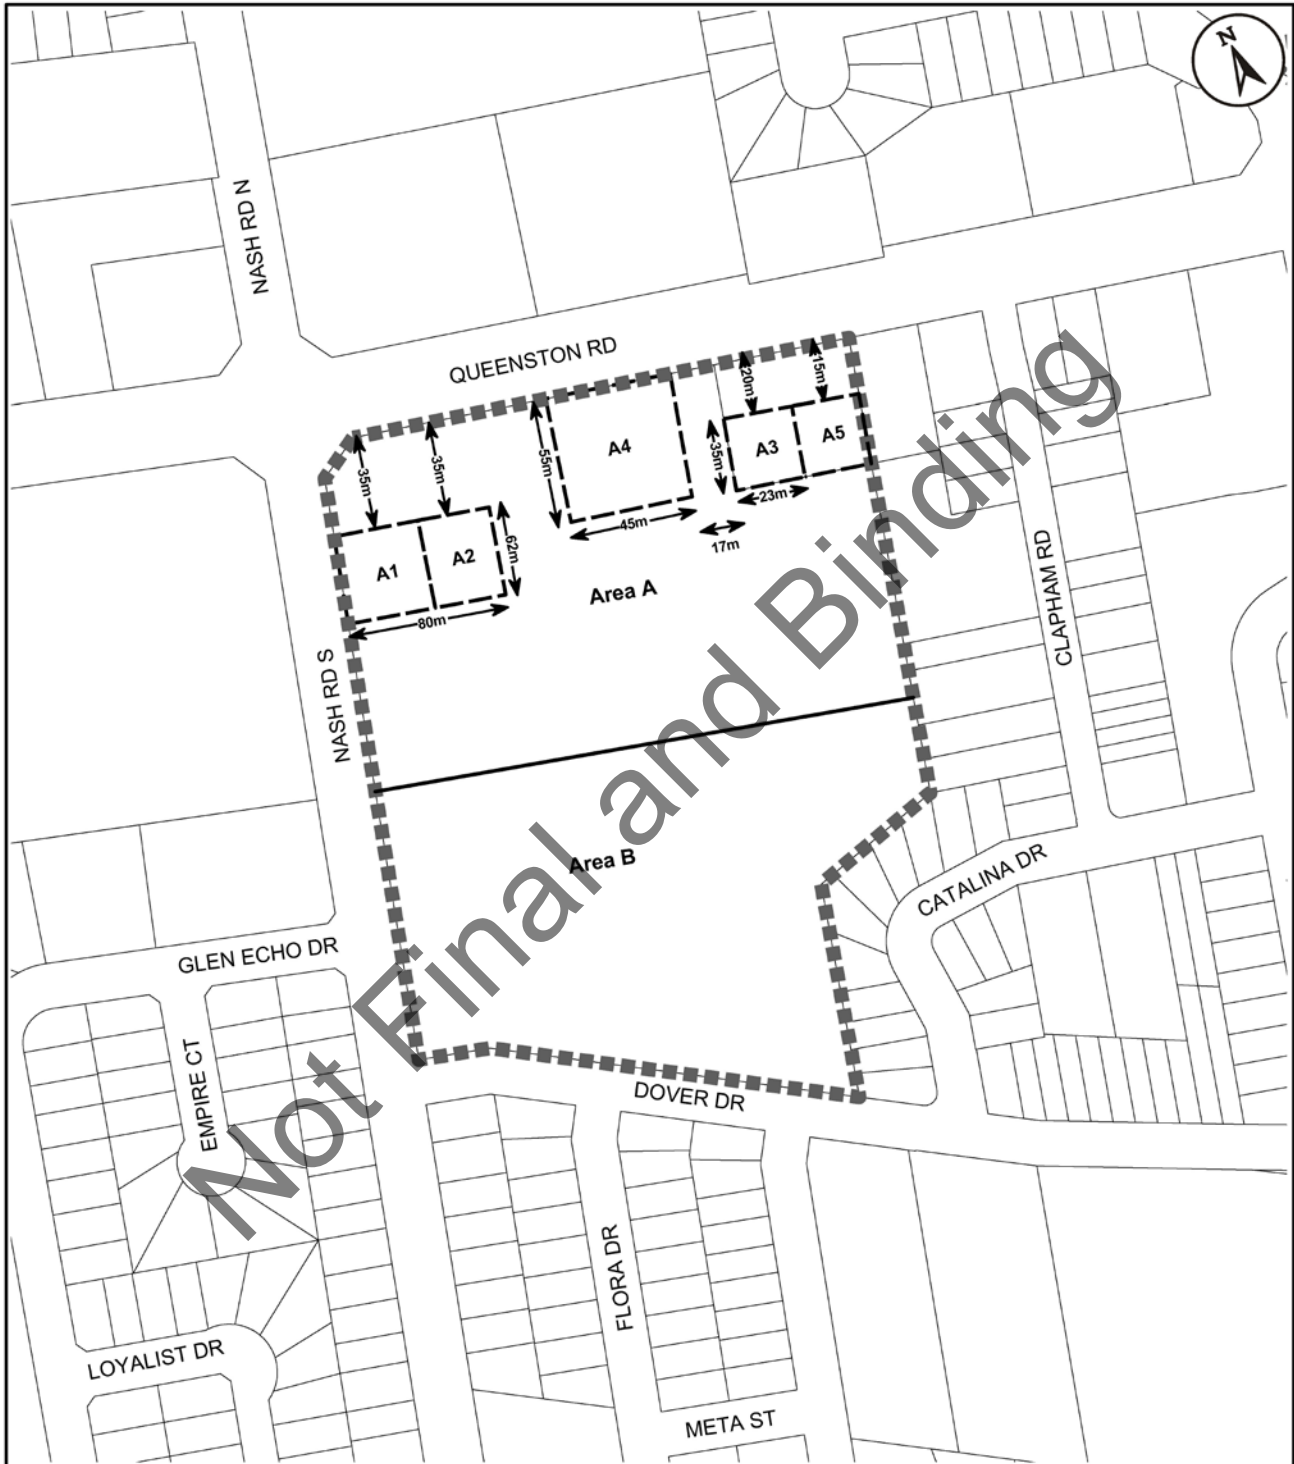 N
NASH RD N
QUEENSTON RD
20m
15m
35m
35m
55m
A4
35m
A3
A5
23m
45m
17m
A1
A2
62m
80m
Area A
CLAPHAM RD
NASH RD S
Area B
CATALINA DR
GLEN ECHO DR
EMPIRE CT
DOVER DR
FLORA DR
LOYALIST DR
META ST
Not Final and Binding